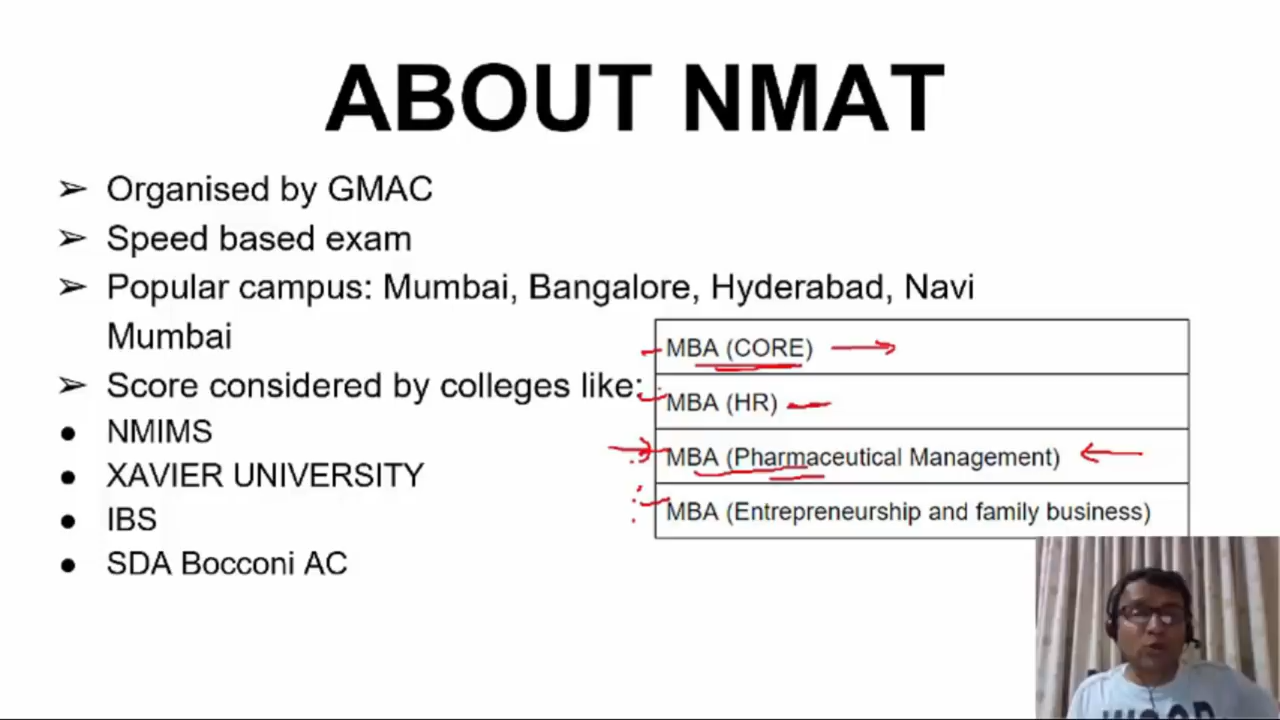 ABOUT NMAT
➢ Organised by GMAC
➢ Speed based exam
➢ Popular campus: Mumbai, Bangalore, Hyderabad, Navi
Mumbai
➢ Score considered by colleges like:
● NMIMS
● XAVIER UNIVERSITY
● IBS
● SDA Bocconi AC
MBA (CORE)
MBA (HR)
MBA (Pharmaceutical Management)
MBA (Entrepreneurship and family business)